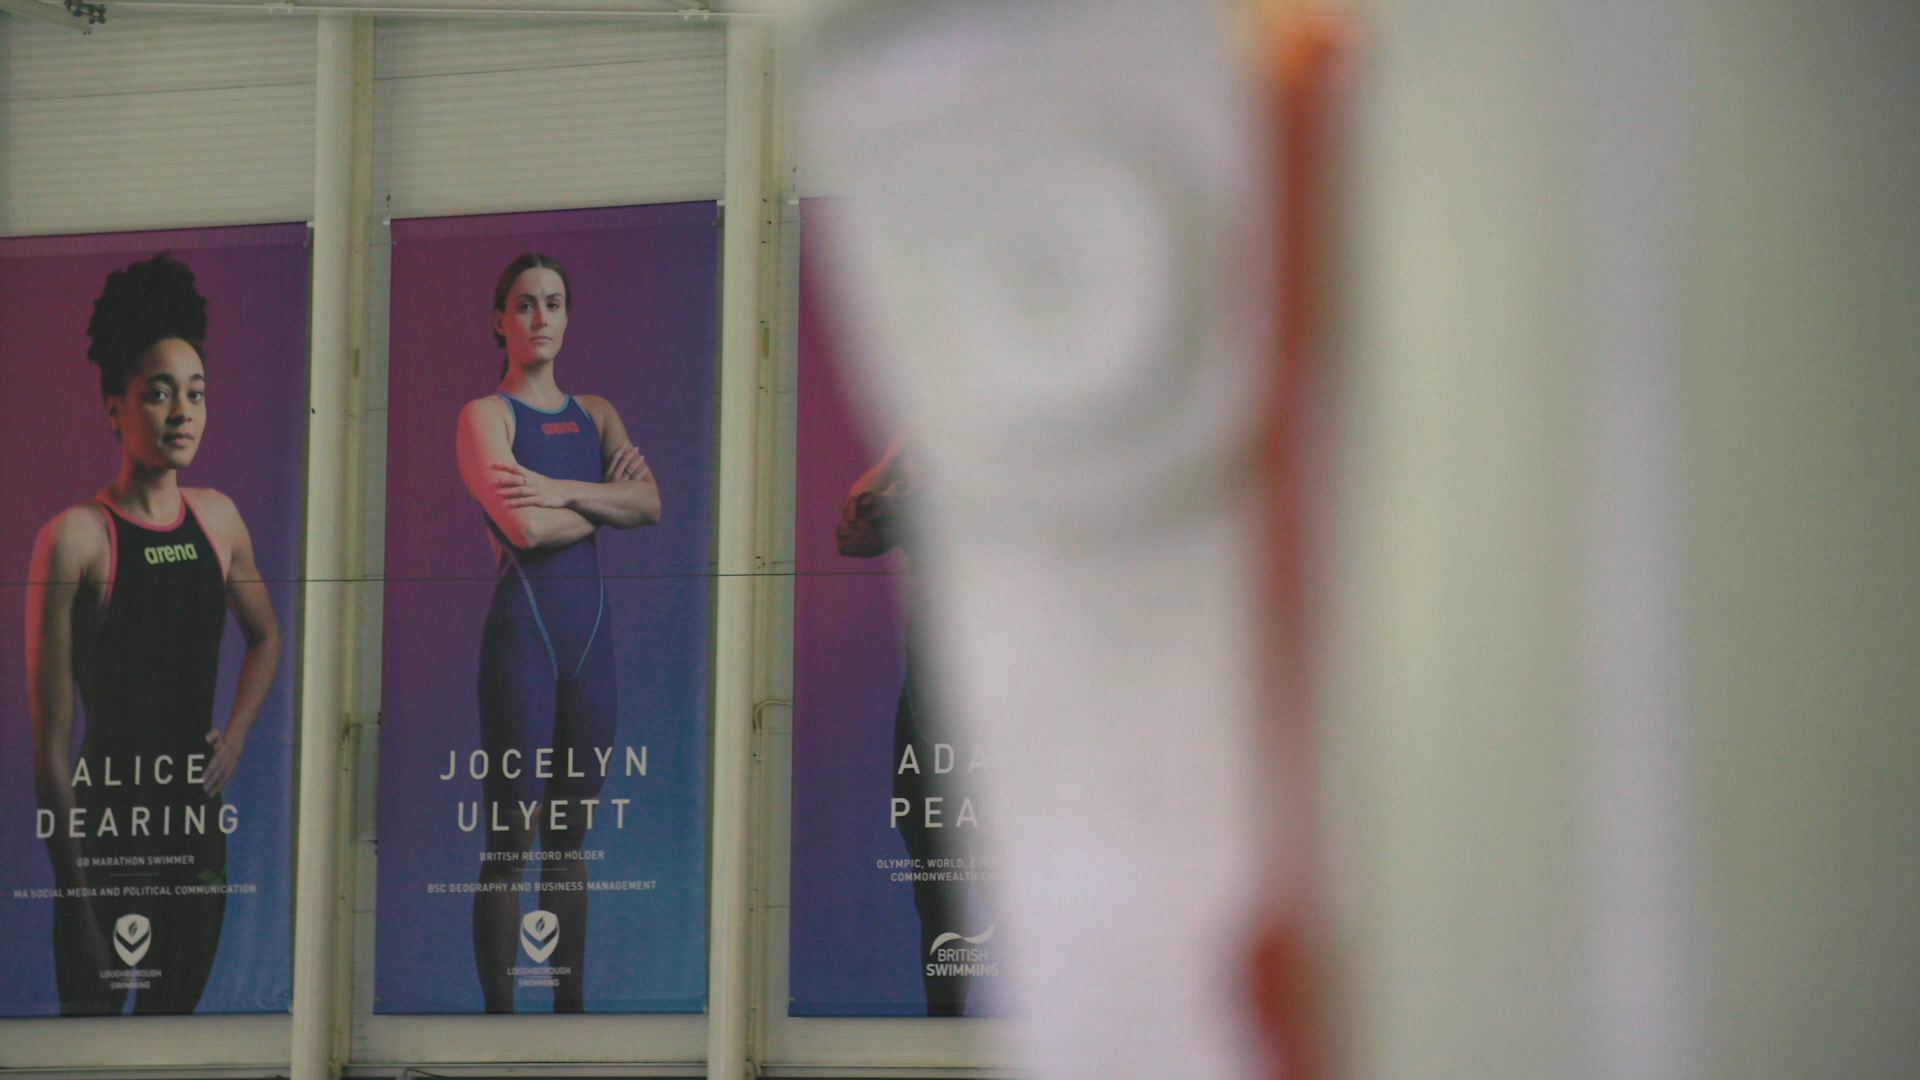 arena
ALICE
DEARING
GB MARATHON SWIMMER
MA SOCIAL MEDIA AND POLITICAL COMMUNICATION
LOUGHBOROUGH
SWIMMING
arena
JOCELYN
ULYETT
BRITISH RECORD HOLDER
BSC GEOGRAPHY AND BUSINESS MANAGEMENT
LOUGHBOROUGH
SWIMMING
ADA
PEA
OLYMPIC, WORLD,
COMMONWEALTH
BRITISH
SWIMMING